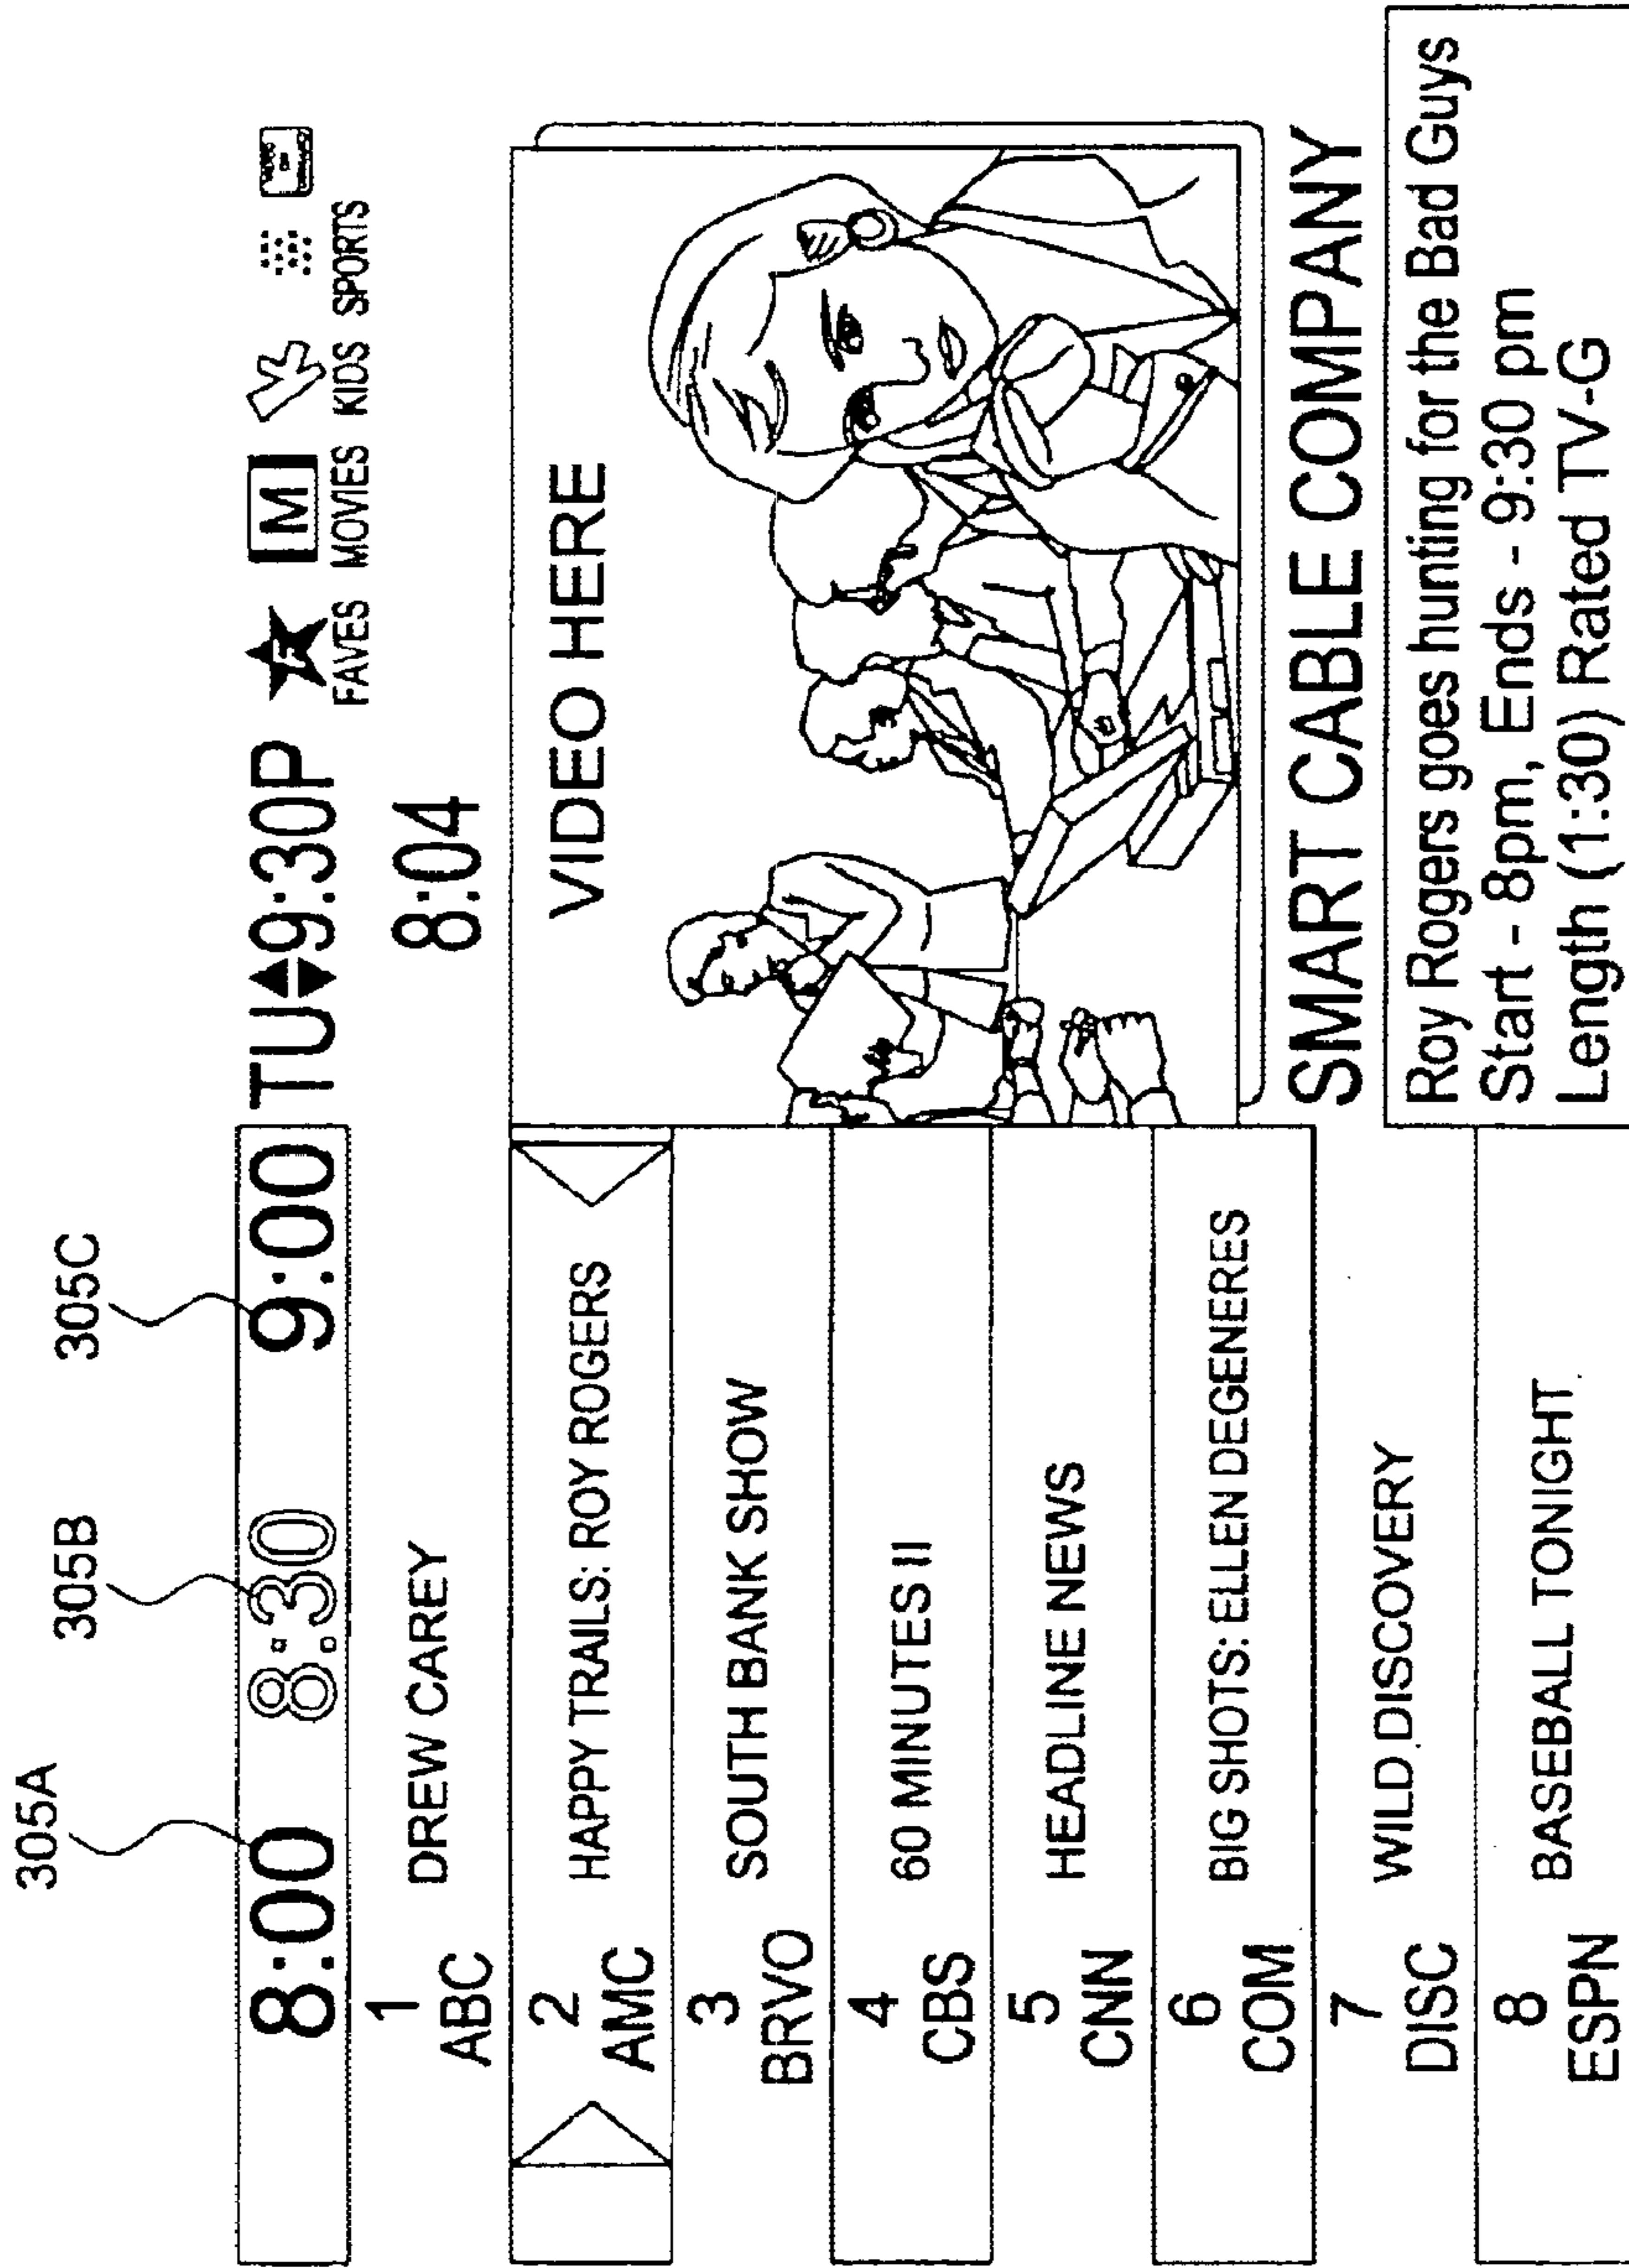 305A 305B 305C
8:00 8:30 9:00 TU 9:30P
M
FAVES MOVIES KIDS SPORTS
8:04
1
ABC DREW CAREY
2
AMC HAPPY TRAILS: ROY ROGERS
3
BRVO SOUTH BANK SHOW
4
CBS 60 MINUTES II
5
CNN HEADLINE NEWS
6
COM BIG SHOTS: ELLEN DEGENERES
7
DISC WILD DISCOVERY
8
ESPN BASEBALL TONIGHT
VIDEO HERE
SMART CABLE COMPANY
Roy Rogers goes hunting for the Bad Guys
Start - 8pm, Ends - 9:30 pm
Length (1:30) Rated TV-G